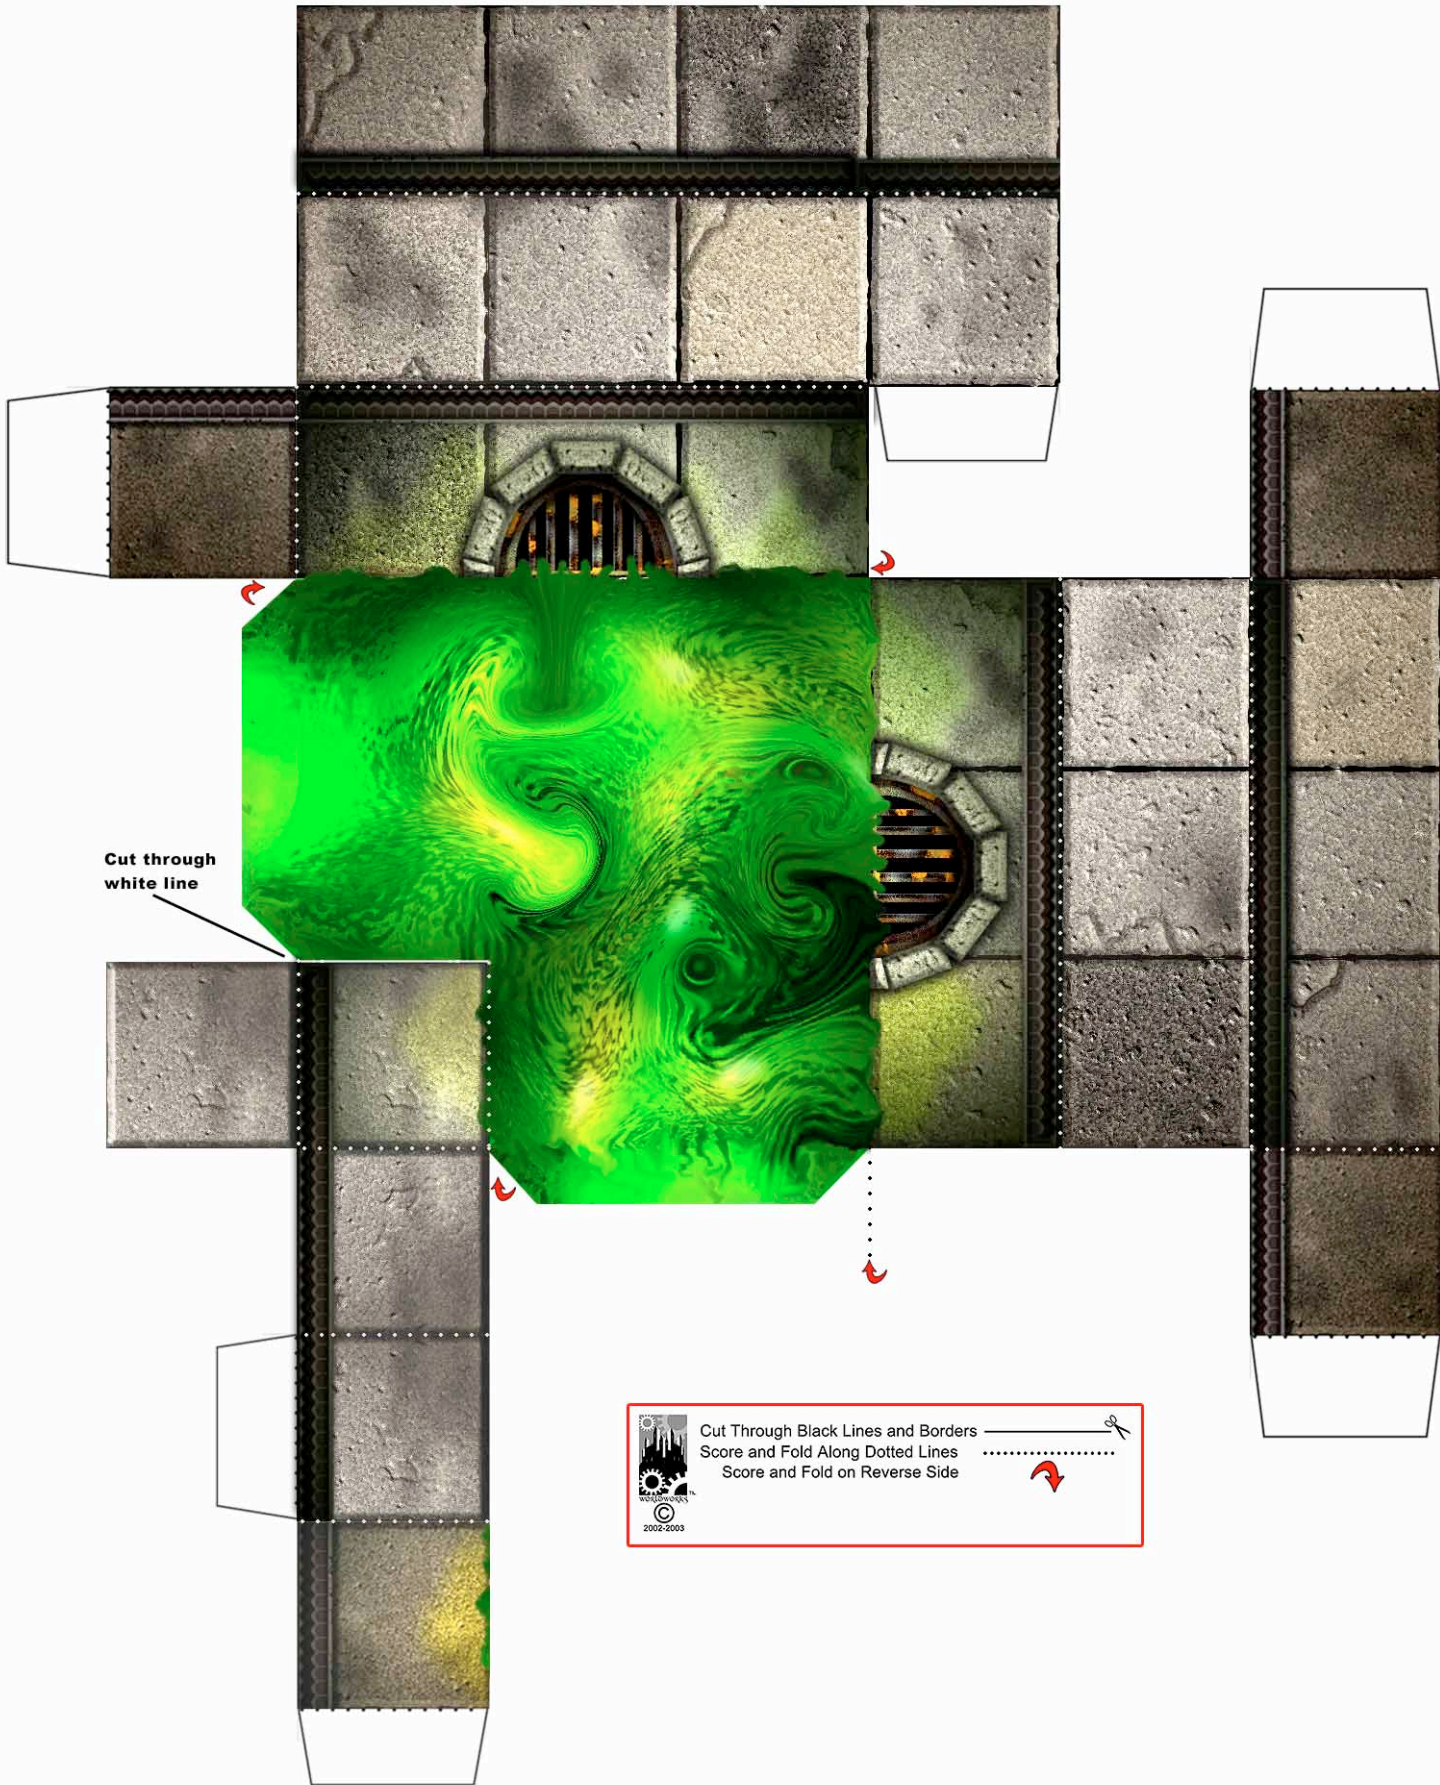 Cut through
white line
Cut Through Black Lines and Borders
Score and Fold Along Dotted Lines
Score and Fold on Reverse Side
WORLDWORKS
TM
©
2002-2003